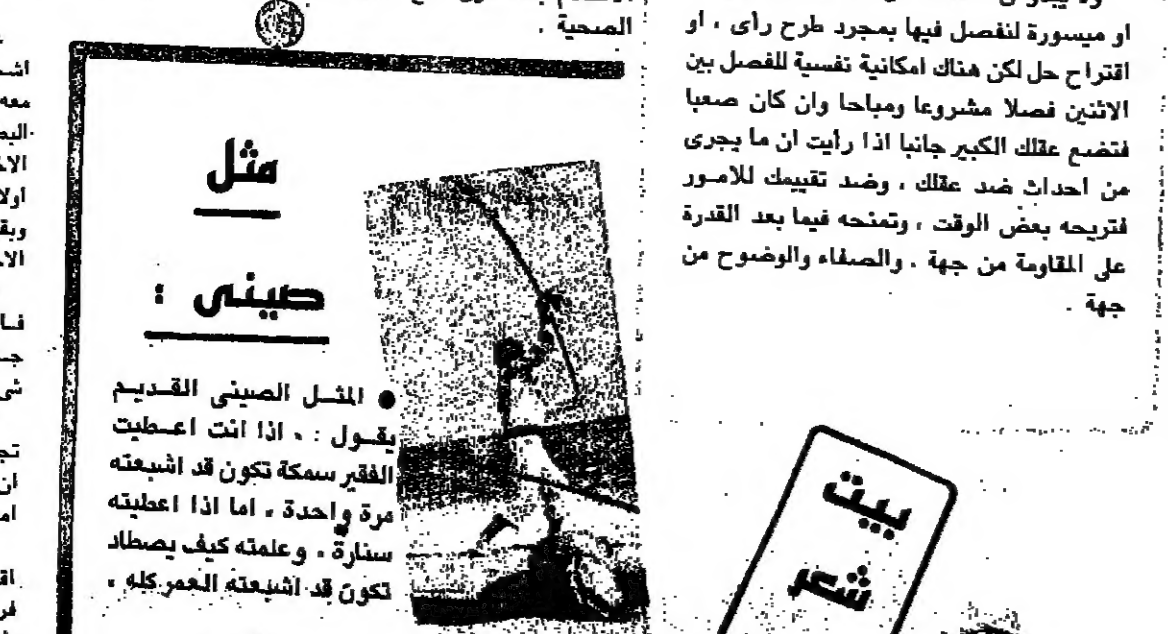 او ميسورة لنفصل فيها بمجرد طرح رأى ، او
اقتراح حل لكن هناك امكانية نفسية للفصل بين
الاثنين فصلا مشروعا ومباحا وان كان صعبا
فتضع عقلك الكبير جانبا اذا رأيت ان ما يجرى
من احداث ضد عقلك ، وضد تقييمك للامور
فتريحه بعض الوقت ، وتمنحه فيما بعد القدرة
على المقاومة من جهة . والصفاء والوضوح من
جهة .
بيت
شعر
الصحية .
مثل
صينى :
● المثل الصينى القديم
يقول : « اذا انت اعطيت
الفقير سمكة تكون قد اشبعته
مرة واحدة ، اما اذا اعطيته
سنارة ، وعلمته كيف يصطاد
تكون قد اشبعته العمر كله »